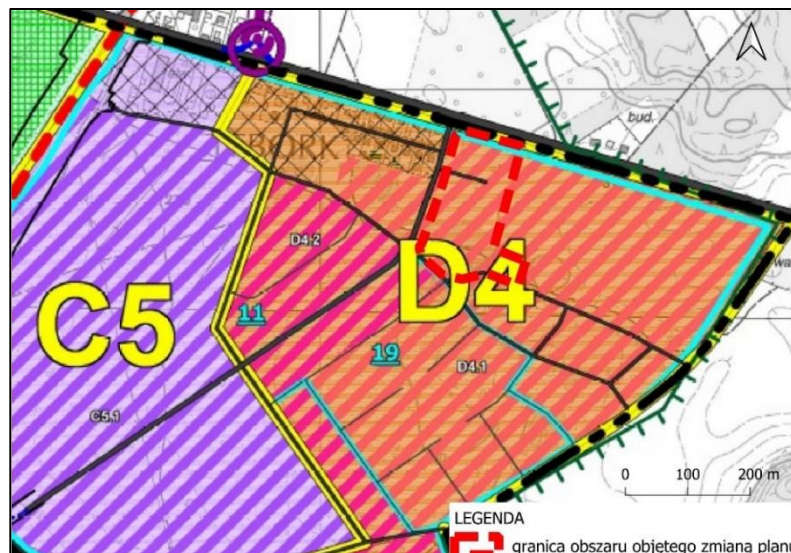 bud.
D4.2
D4
C5
11
19
D4.1
C5.1
0 100 200 m
LEGENDA
granica obszaru objętego zmianą planu